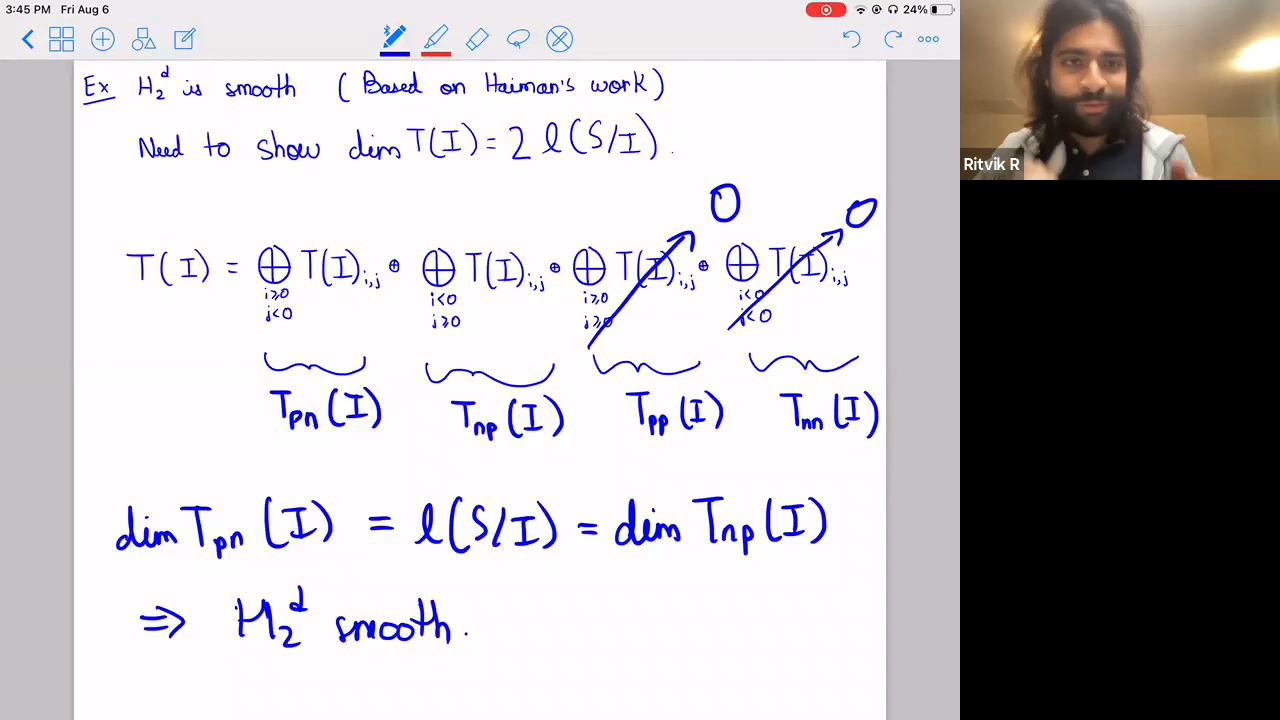 3:45 PM Fri Aug 6
24%
Ex H₂ᵈ is smooth (Based on Haiman's work)
Need to show dim T(I) = 2 ℓ(S/I).
0 0
T(I) = ⊕ T(I)ᵢ,ⱼ ⊕ ⊕ T(I)ᵢ,ⱼ ⊕ ⊕ T(I)ᵢ,ⱼ ⊕ ⊕ T(I)ᵢ,ⱼ
i≥0 i<0 i≥0 i<0
j<0 j≥0 j≥0 j<0
Tpn(I) Tnp(I) Tpp(I) Tnn(I)
dim Tpn(I) = ℓ(S/I) = dim Tnp(I)
⇒ H₂ᵈ smooth.
Ritvik R